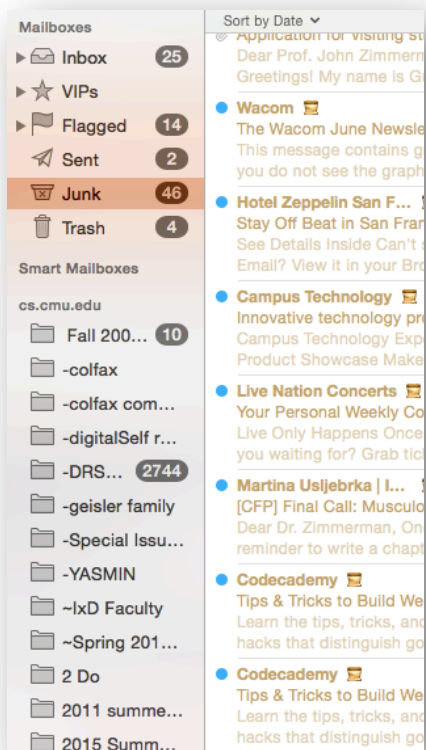 Mailboxes
Inbox 25
VIPs
Flagged 14
Sent 2
Junk 46
Trash 4
Smart Mailboxes
cs.cmu.edu
Fall 200... 10
-colfax
-colfax com...
-digitalSelf r...
-DRS... 2744
-geisler family
-Special Issu...
-YASMIN
~IxD Faculty
~Spring 201...
2 Do
2011 summe...
2015 Summ...
Sort by Date
Application for visiting st
Dear Prof. John Zimmerm
Greetings! My name is G
Wacom
The Wacom June Newsle
This message contains g
you do not see the graph
Hotel Zeppelin San F...
Stay Off Beat in San Fran
See Details Inside Can't s
Email? View it in your Bro
Campus Technology
Innovative technology pro
Campus Technology Expo
Product Showcase Make
Live Nation Concerts
Your Personal Weekly Co
Live Only Happens Once
you waiting for? Grab tick
Martina Usljebrka | I...
[CFP] Final Call: Musculo
Dear Dr. Zimmerman, On
reminder to write a chapt
Codecademy
Tips & Tricks to Build We
Learn the tips, tricks, and
hacks that distinguish go
Codecademy
Tips & Tricks to Build We
Learn the tips, tricks, and
hacks that distinguish go